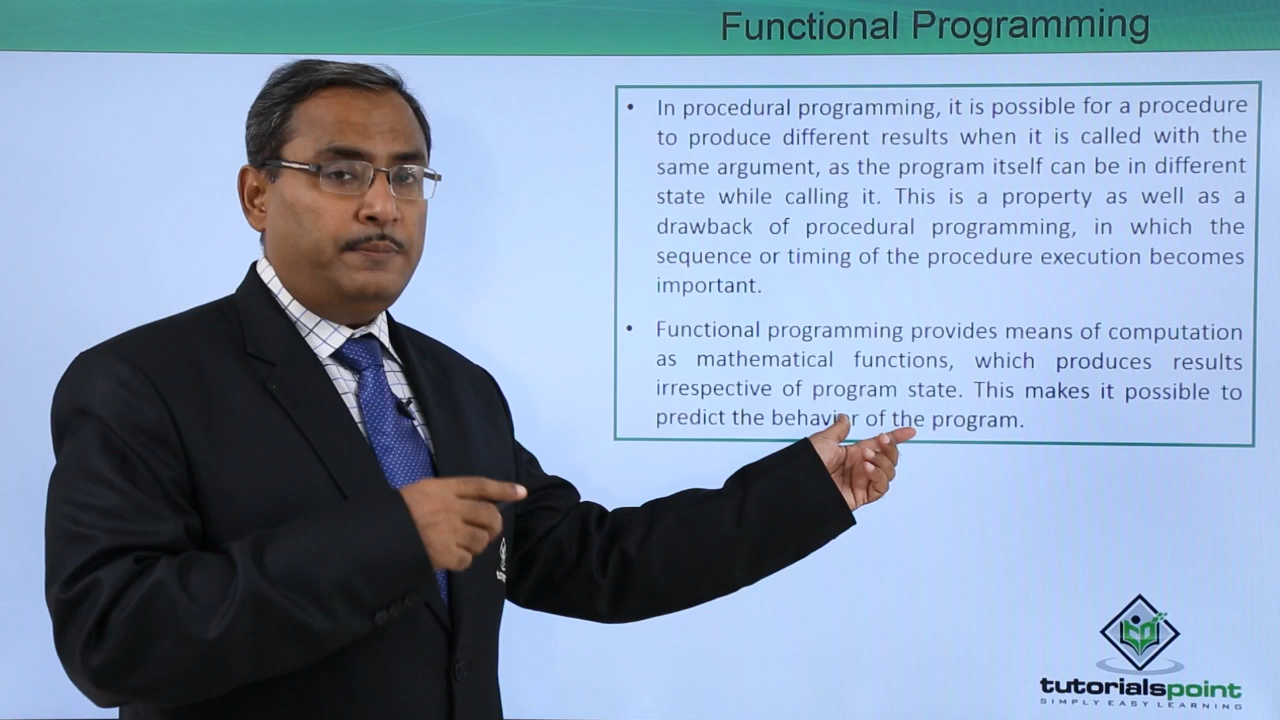 Functional Programming
• In procedural programming, it is possible for a procedure
to produce different results when it is called with the
same argument, as the program itself can be in different
state while calling it. This is a property as well as a
drawback of procedural programming, in which the
sequence or timing of the procedure execution becomes
important.
• Functional programming provides means of computation
as mathematical functions, which produces results
irrespective of program state. This makes it possible to
predict the behavior of the program.
tutorialspoint
SIMPLY EASY LEARNING